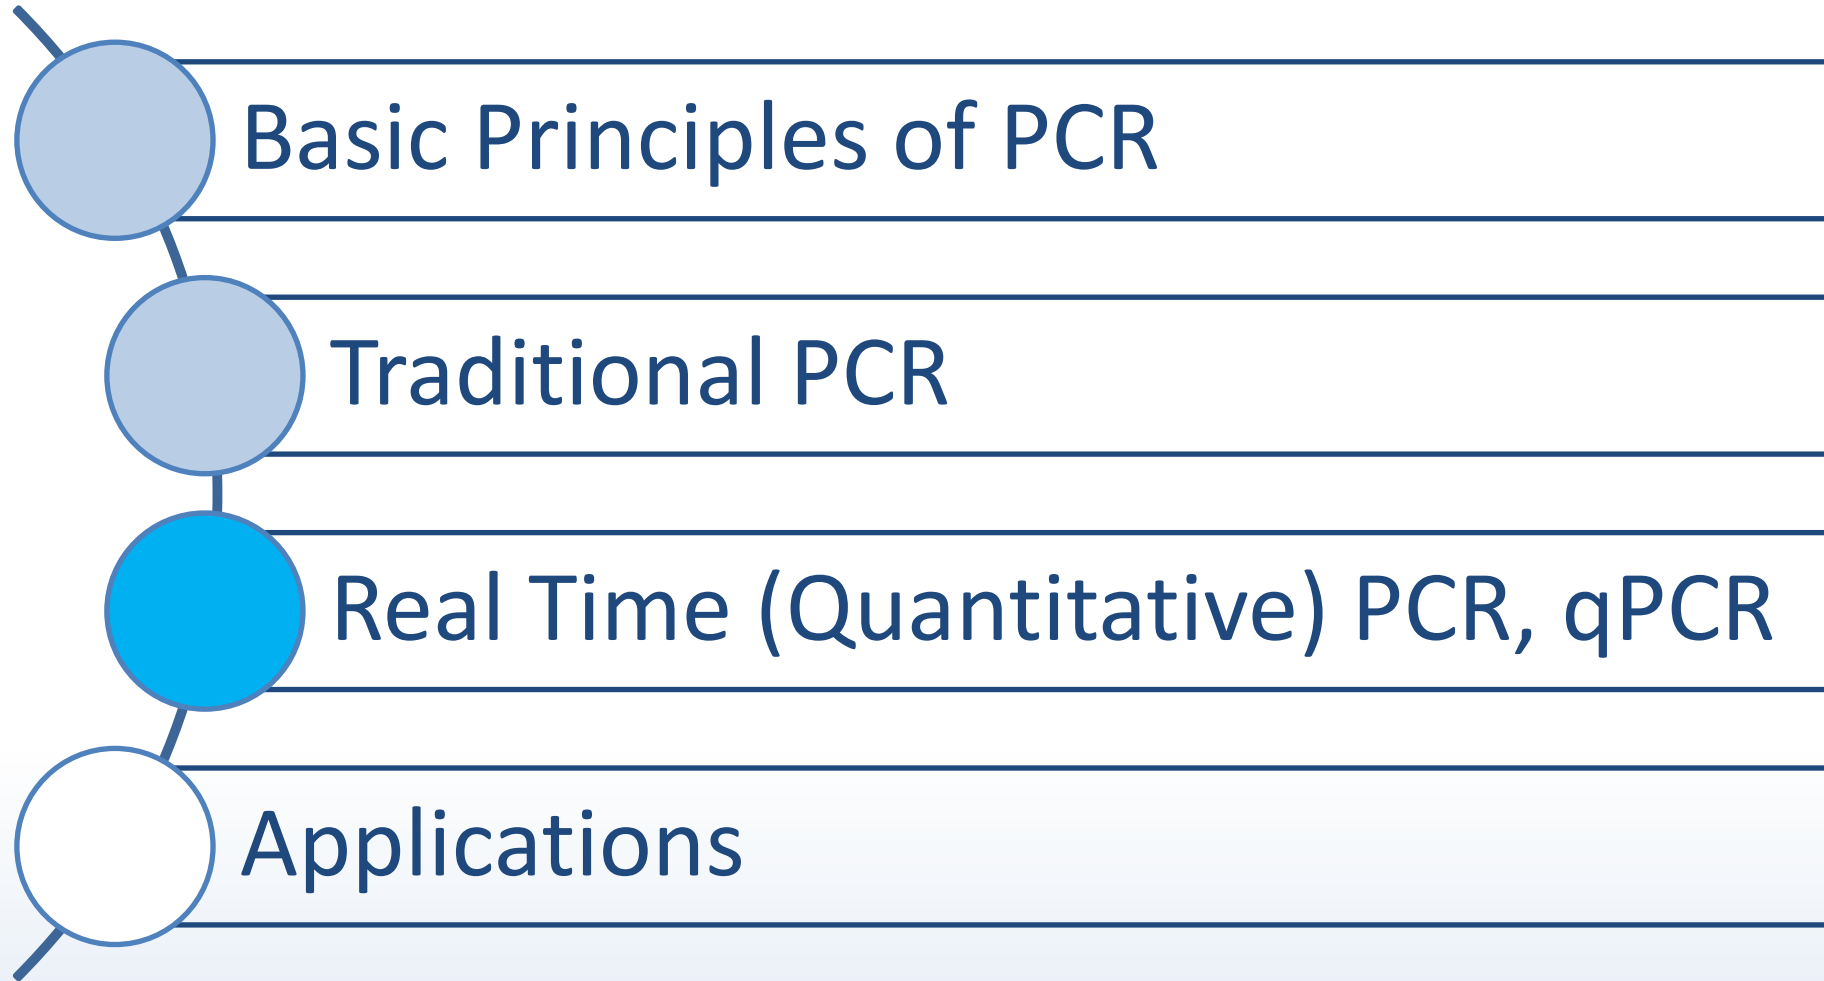 Basic Principles of PCR
Traditional PCR
Real Time (Quantitative) PCR, qPCR
Applications